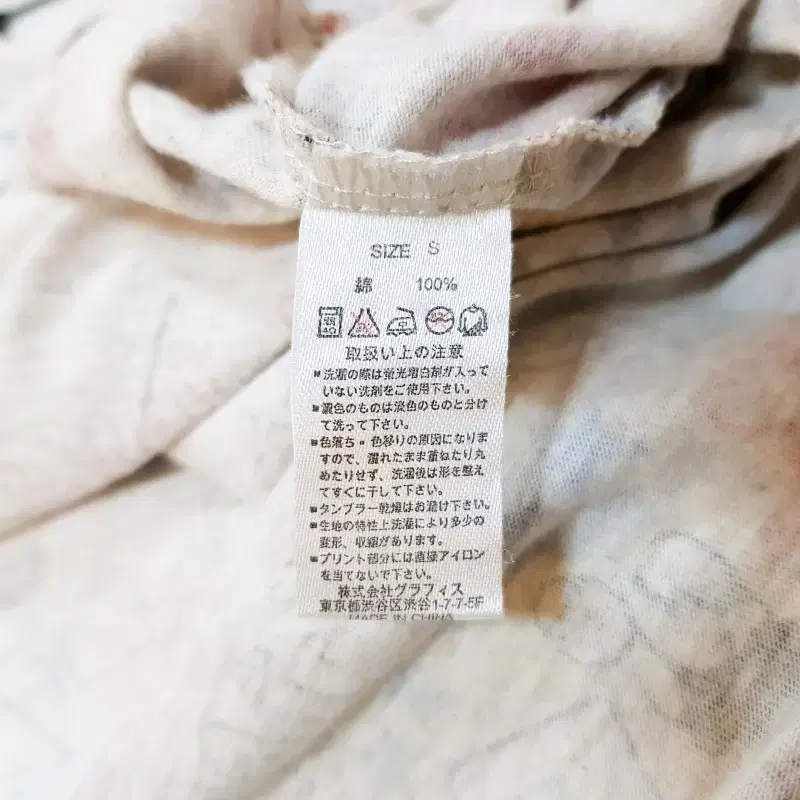 SIZE S
綿 100%
取扱い上の注意
■洗濯の際は蛍光増白剤が入って
いない洗剤をご使用下さい。
■濃色のものは淡色のものと分け
て洗って下さい。
■色落ち・色移りの原因になりま
すので、濡れたまま重ねたり丸
めたりせず、洗濯後は形を整え
てすぐに干して下さい。
■タンブラー乾燥はお避け下さい。
■生地の特性上洗濯により多少の
変形、収縮があります。
■プリント部分には直接アイロン
を当てないで下さい。
株式会社グラフィス
東京都渋谷区渋谷1-7-7-5F
MADE IN CHINA